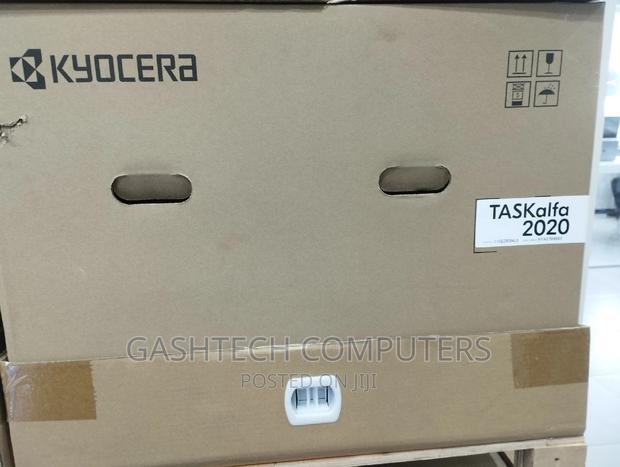 KYOCERA
TASKalfa
2020
GASHTECH COMPUTERS
POSTED ON JIJI